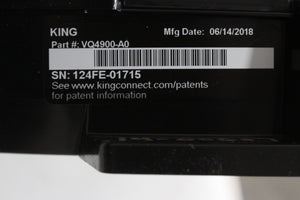 KING Mfg Date: 06/14/2018
Part #: VQ4900-A0
SN: 124FE-01715
See www.kingconnect.com/patents
for patent information